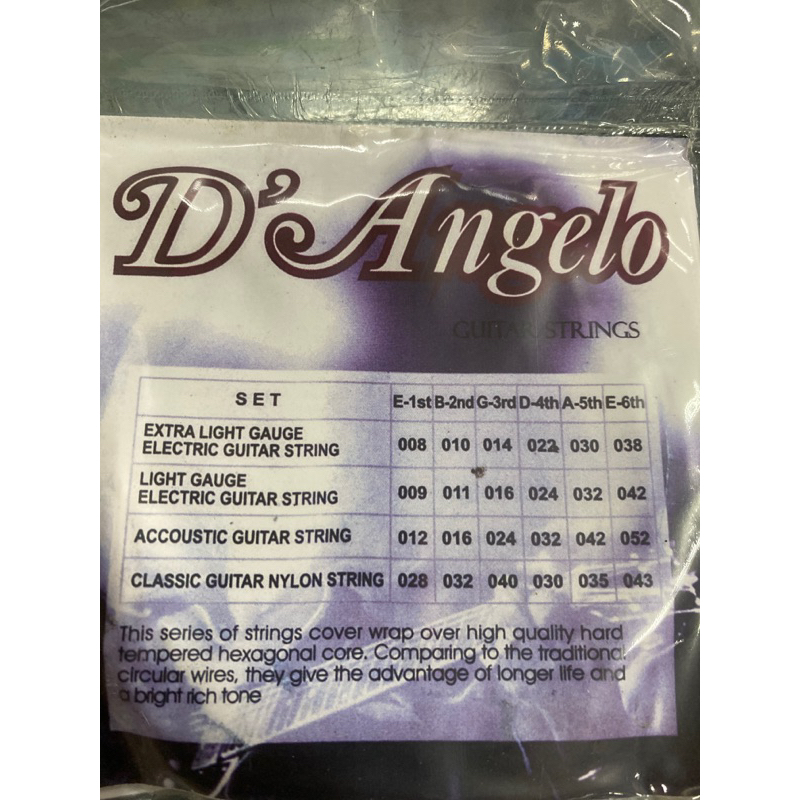 D'Angelo
GUITAR STRINGS
SET E-1st B-2nd G-3rd D-4th A-5th E-6th
EXTRA LIGHT GAUGE
ELECTRIC GUITAR STRING 008 010 014 022 030 038
LIGHT GAUGE
ELECTRIC GUITAR STRING 009 011 016 024 032 042
ACCOUSTIC GUITAR STRING 012 016 024 032 042 052
CLASSIC GUITAR NYLON STRING 028 032 040 030 035 043
This series of strings cover wrap over high quality hard
tempered hexagonal core. Comparing to the traditional
circular wires, they give the advantage of longer life and
a bright rich tone